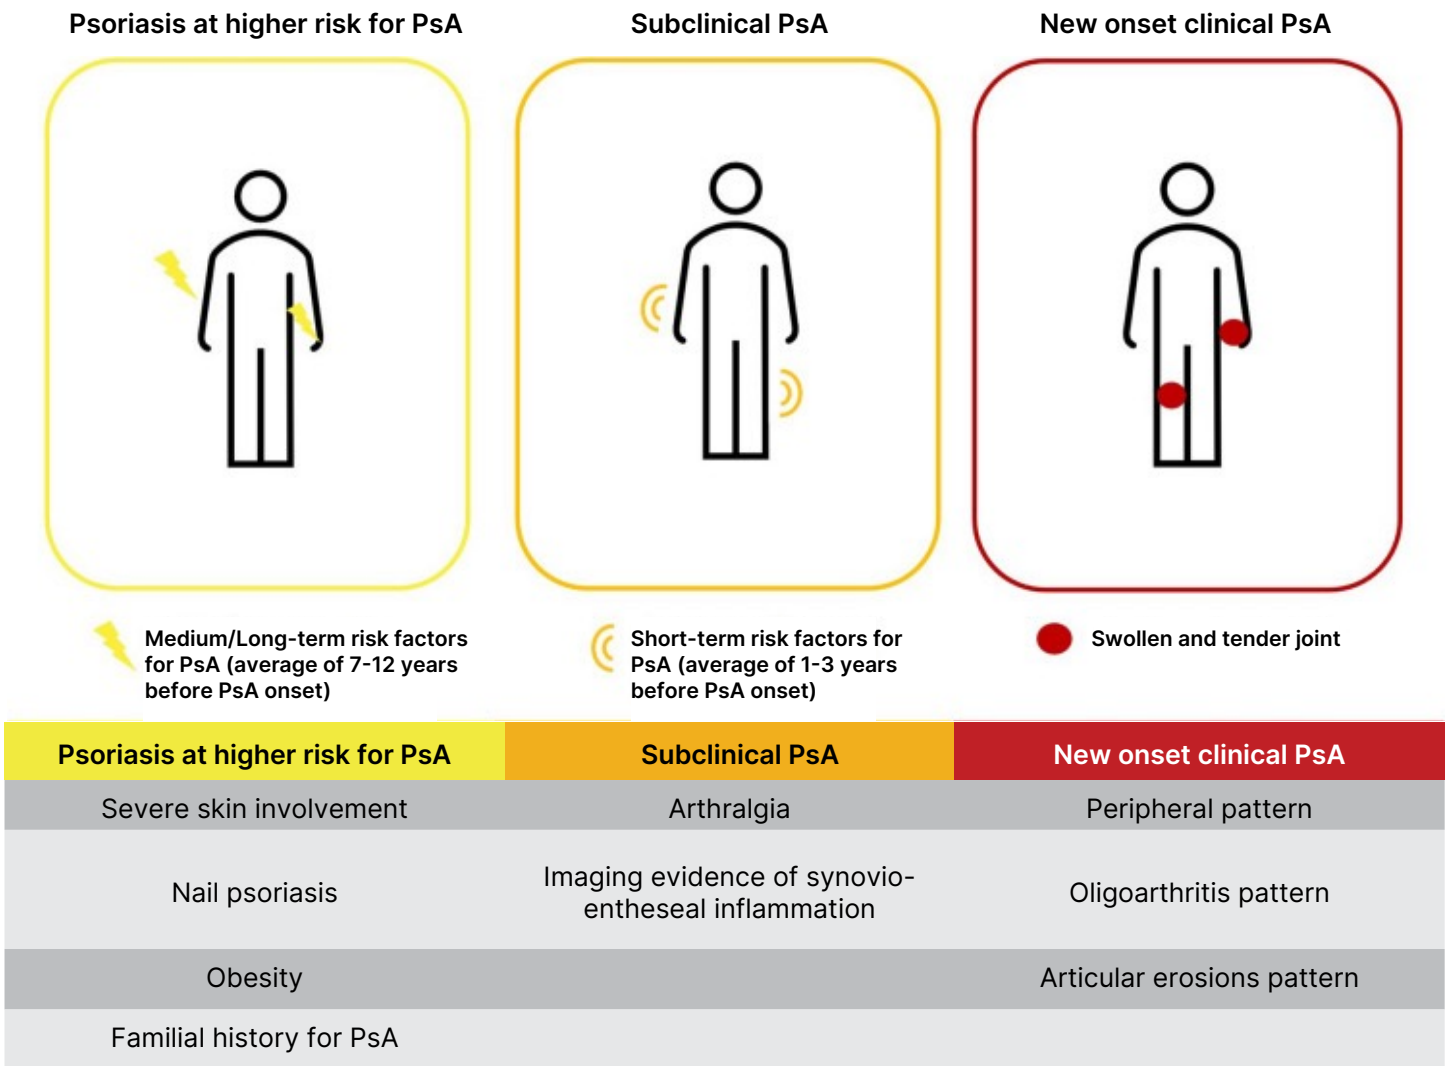 Psoriasis at higher risk for PsA
Subclinical PsA
New onset clinical PsA
Medium/Long-term risk factors
for PsA (average of 7-12 years
before PsA onset)
Short-term risk factors for
PsA (average of 1-3 years
before PsA onset)
Swollen and tender joint
Psoriasis at higher risk for PsA
Subclinical PsA
New onset clinical PsA
Severe skin involvement
Arthralgia
Peripheral pattern
Nail psoriasis
Imaging evidence of synovio-
entheseal inflammation
Oligoarthritis pattern
Obesity
Articular erosions pattern
Familial history for PsA